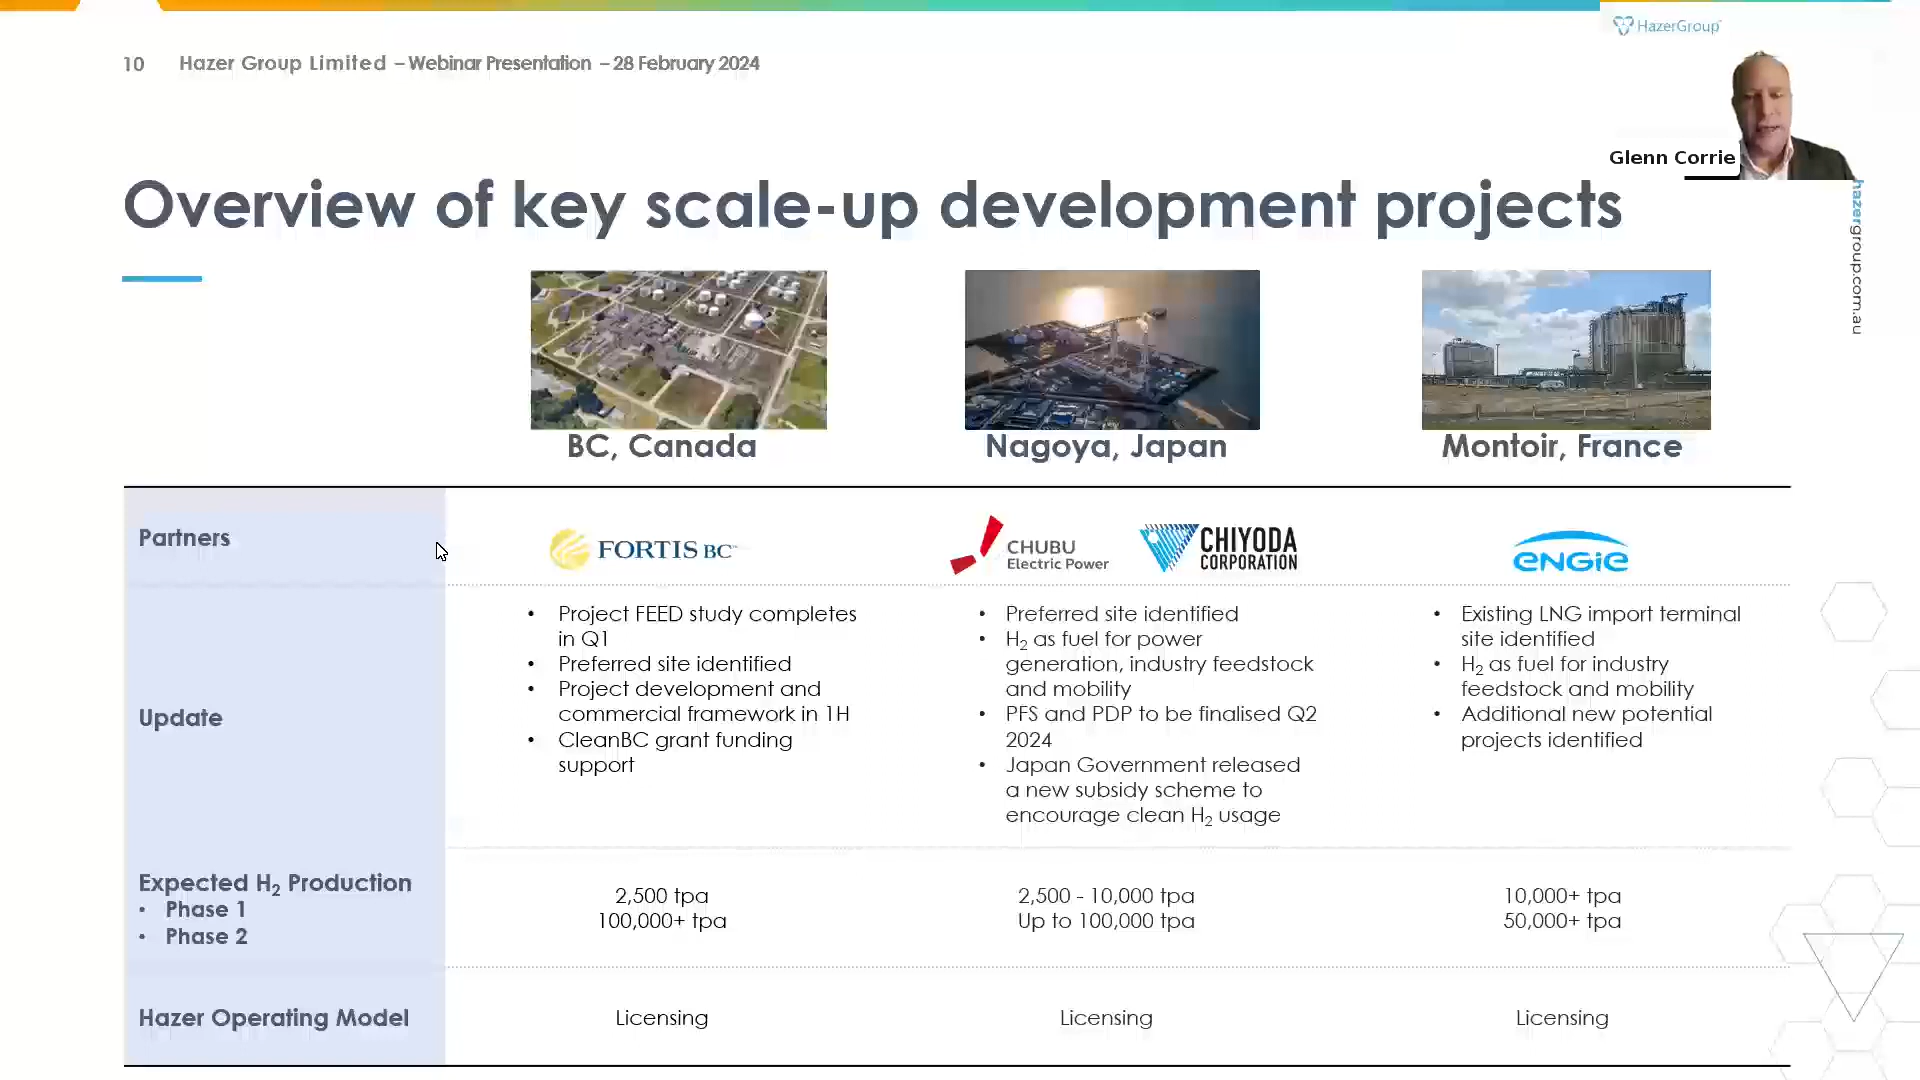 HazerGroup
10 Hazer Group Limited – Webinar Presentation – 28 February 2024
Glenn Corrie
hazergroup.com.au
Overview of key scale-up development projects
BC, Canada
Nagoya, Japan
Montoir, France
Partners
FORTIS BC™
CHUBU
Electric Power
CHIYODA
CORPORATION
ENGIE
Update
• Project FEED study completes
in Q1
• Preferred site identified
• Project development and
commercial framework in 1H
• CleanBC grant funding
support
• Preferred site identified
• H₂ as fuel for power
generation, industry feedstock
and mobility
• PFS and PDP to be finalised Q2
2024
• Japan Government released
a new subsidy scheme to
encourage clean H₂ usage
• Existing LNG import terminal
site identified
• H₂ as fuel for industry
feedstock and mobility
• Additional new potential
projects identified
Expected H₂ Production
• Phase 1
• Phase 2
2,500 tpa
100,000+ tpa
2,500 - 10,000 tpa
Up to 100,000 tpa
10,000+ tpa
50,000+ tpa
Hazer Operating Model
Licensing
Licensing
Licensing